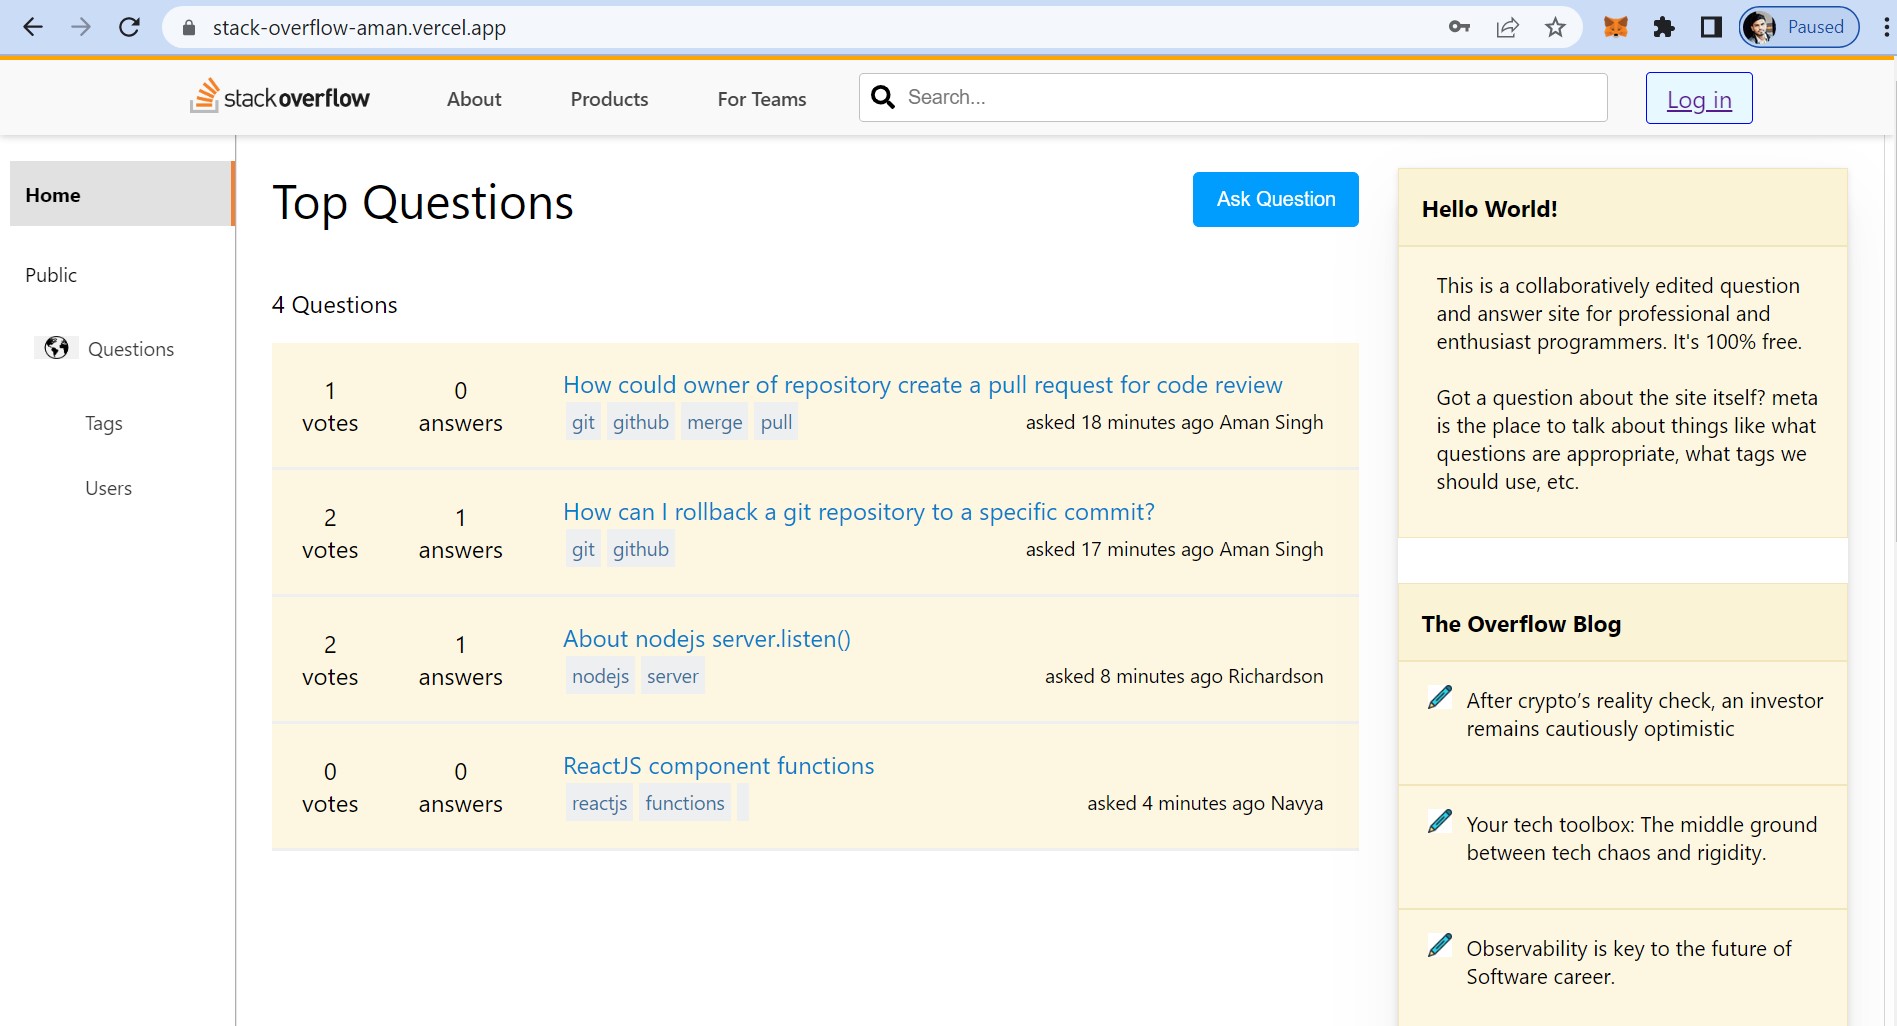 stack-overflow-aman.vercel.app
Paused
stackoverflow
About
Products
For Teams
Search...
Log in
Home
Public
Questions
Tags
Users
Top Questions
Ask Question
4 Questions
1 votes
0 answers
How could owner of repository create a pull request for code review
git github merge pull
asked 18 minutes ago Aman Singh
2 votes
1 answers
How can I rollback a git repository to a specific commit?
git github
asked 17 minutes ago Aman Singh
2 votes
1 answers
About nodejs server.listen()
nodejs server
asked 8 minutes ago Richardson
0 votes
0 answers
ReactJS component functions
reactjs functions
asked 4 minutes ago Navya
Hello World!
This is a collaboratively edited question
and answer site for professional and
enthusiast programmers. It's 100% free.
Got a question about the site itself? meta
is the place to talk about things like what
questions are appropriate, what tags we
should use, etc.
The Overflow Blog
After crypto’s reality check, an investor
remains cautiously optimistic
Your tech toolbox: The middle ground
between tech chaos and rigidity.
Observability is key to the future of
Software career.